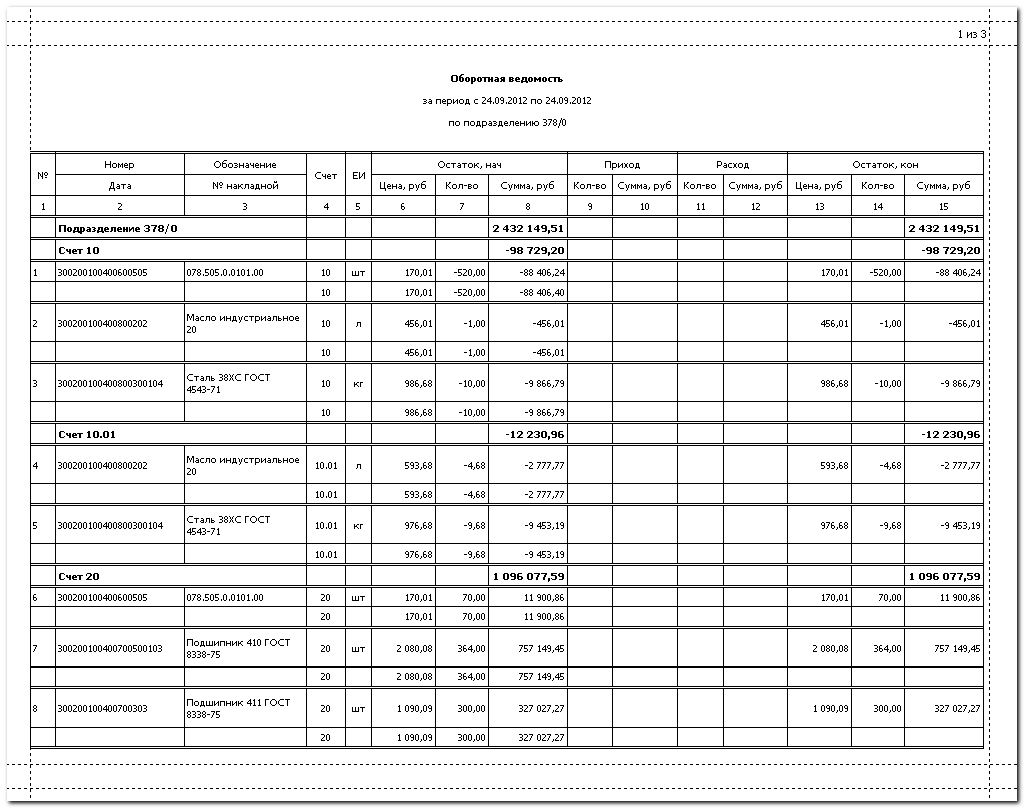 1 из 3
Оборотная ведомость
за период с 24.09.2012 по 24.09.2012
по подразделению 378/0
№ Номер Обозначение Счет ЕИ Остаток, нач Приход Расход Остаток, кон
Дата № накладной Цена, руб Кол-во Сумма, руб Кол-во Сумма, руб Кол-во Сумма, руб Цена, руб Кол-во Сумма, руб
1 2 3 4 5 6 7 8 9 10 11 12 13 14 15
Подразделение 378/0 2 432 149,51 2 432 149,51
Счет 10 -98 729,20 -98 729,20
1 300200100400600505 078.505.0.0101.00 10 шт 170,01 -520,00 -88 406,24 170,01 -520,00 -88 406,24
10 170,01 -520,00 -88 406,40
2 300200100400800202 Масло индустриальное 10 л 456,01 -1,00 -456,01 456,01 -1,00 -456,01
20
10 456,01 -1,00 -456,01
3 300200100400800300104 Сталь 38ХС ГОСТ 10 кг 986,68 -10,00 -9 866,79 986,68 -10,00 -9 866,79
4543-71
10 986,68 -10,00 -9 866,79
Счет 10.01 -12 230,96 -12 230,96
4 300200100400800202 Масло индустриальное 10.01 л 593,68 -4,68 -2 777,77 593,68 -4,68 -2 777,77
20
10.01 593,68 -4,68 -2 777,77
5 300200100400800300104 Сталь 38ХС ГОСТ 10.01 кг 976,68 -9,68 -9 453,19 976,68 -9,68 -9 453,19
4543-71
10.01 976,68 -9,68 -9 453,19
Счет 20 1 096 077,59 1 096 077,59
6 300200100400600505 078.505.0.0101.00 20 шт 170,01 70,00 11 900,86 170,01 70,00 11 900,86
20 170,01 70,00 11 900,86
7 300200100400700500103 Подшипник 410 ГОСТ 20 шт 2 080,08 364,00 757 149,45 2 080,08 364,00 757 149,45
8338-75
20 2 080,08 364,00 757 149,45
8 300200100400700303 Подшипник 411 ГОСТ 20 шт 1 090,09 300,00 327 027,27 1 090,09 300,00 327 027,27
8338-75
20 1 090,09 300,00 327 027,27